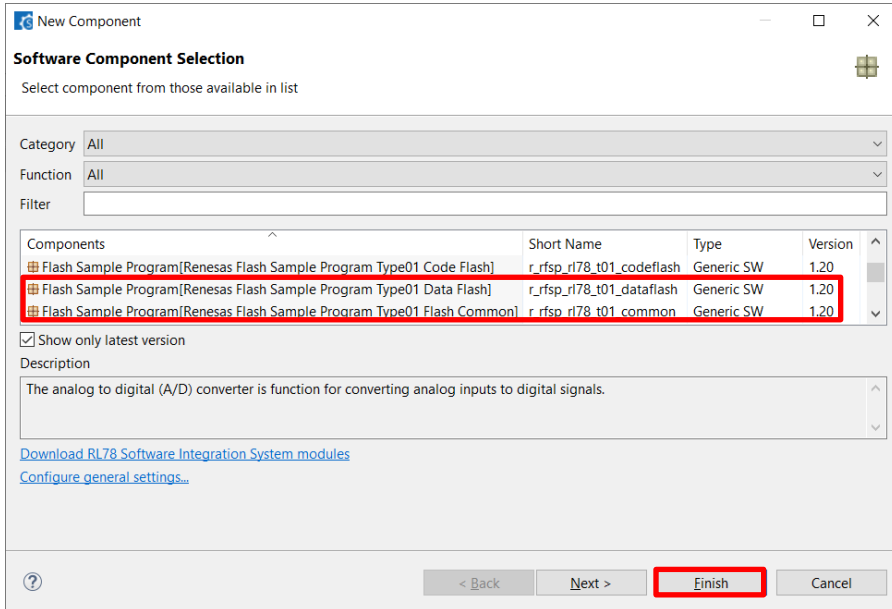 New Component
Software Component Selection
Select component from those available in list
Category All
Function All
Filter
Components Short Name Type Version
Flash Sample Program[Renesas Flash Sample Program Type01 Code Flash] r_rfsp_rl78_t01_codeflash Generic SW 1.20
Flash Sample Program[Renesas Flash Sample Program Type01 Data Flash] r_rfsp_rl78_t01_dataflash Generic SW 1.20
Flash Sample Program[Renesas Flash Sample Program Type01 Flash Common] r_rfsp_rl78_t01_common Generic SW 1.20
Show only latest version
Description
The analog to digital (A/D) converter is function for converting analog inputs to digital signals.
Download RL78 Software Integration System modules
Configure general settings...
? < Back Next > Finish Cancel